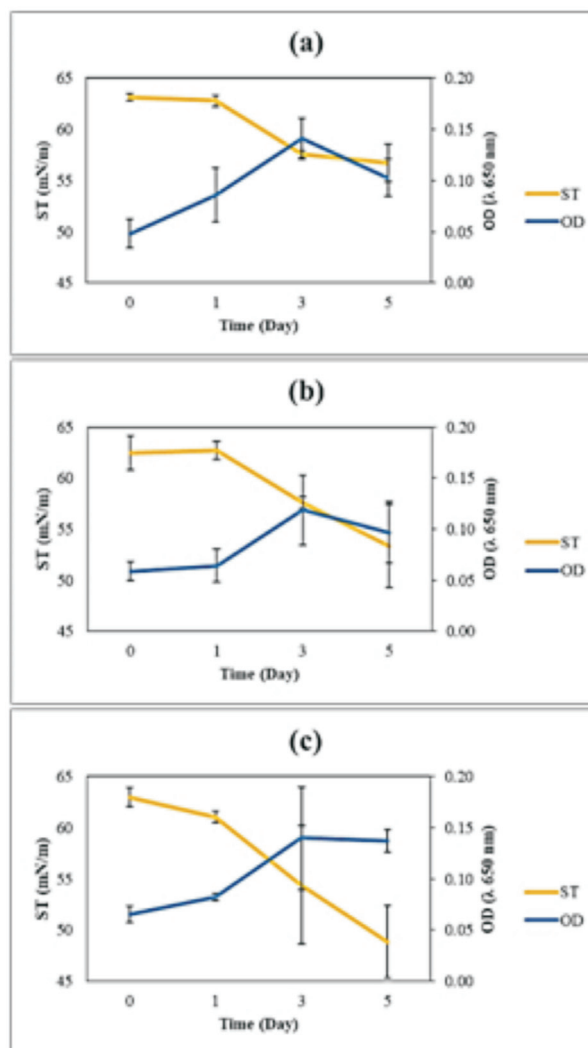 (a)
65 0.20
60 0.15
55 0.10
50 0.05
45 0.00
ST (mN/m)
OD (λ 650 nm)
0 1 3 5
Time (Day)
ST
OD
(b)
65 0.20
60 0.15
55 0.10
50 0.05
45 0.00
ST (mN/m)
OD (λ 650 nm)
0 1 3 5
Time (Day)
ST
OD
(c)
65 0.20
60 0.15
55 0.10
50 0.05
45 0.00
ST (mN/m)
OD (λ 650 nm)
0 1 3 5
Time (Day)
ST
OD